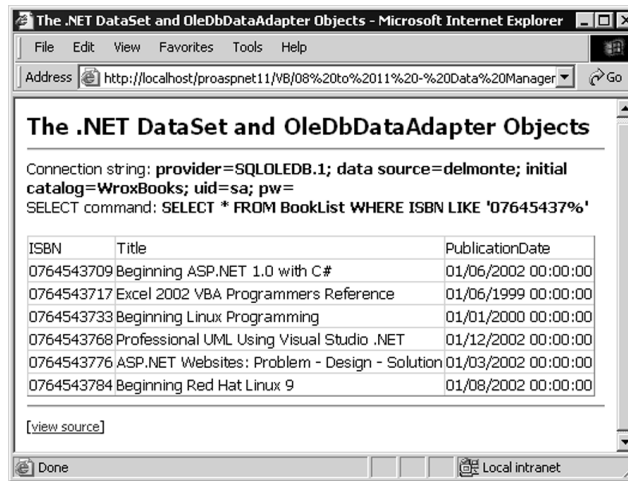 The .NET DataSet and OleDbDataAdapter Objects - Microsoft Internet Explorer
File Edit View Favorites Tools Help
Address http://localhost/proaspnet11/VB/08%20to%2011%20-%20Data%20Manager Go
The .NET DataSet and OleDbDataAdapter Objects
Connection string: provider=SQLOLEDB.1; data source=delmonte; initial
catalog=WroxBooks; uid=sa; pw=
SELECT command: SELECT * FROM BookList WHERE ISBN LIKE '07645437%'
ISBN Title PublicationDate
0764543709 Beginning ASP.NET 1.0 with C# 01/06/2002 00:00:00
0764543717 Excel 2002 VBA Programmers Reference 01/06/1999 00:00:00
0764543733 Beginning Linux Programming 01/01/2000 00:00:00
0764543768 Professional UML Using Visual Studio .NET 01/12/2002 00:00:00
0764543776 ASP.NET Websites: Problem - Design - Solution 01/03/2002 00:00:00
0764543784 Beginning Red Hat Linux 9 01/08/2002 00:00:00
[view source]
Done Local intranet